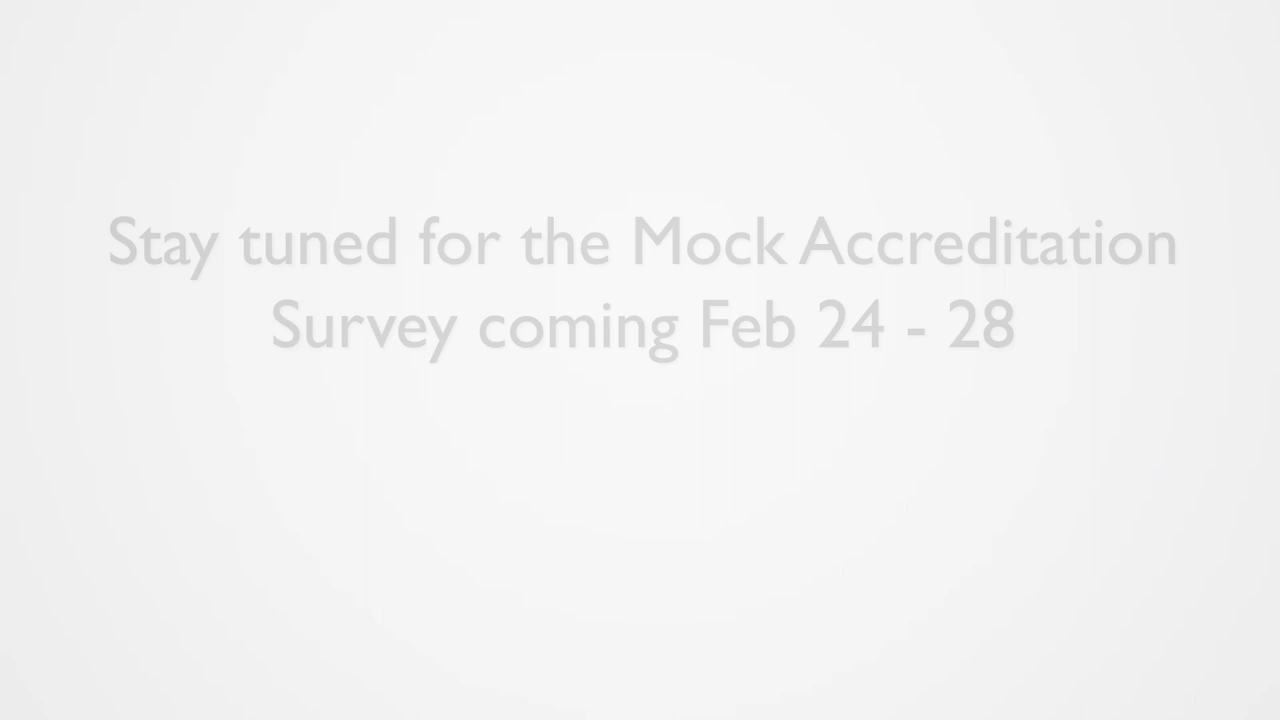 Stay tuned for the Mock Accreditation
Survey coming Feb 24 - 28